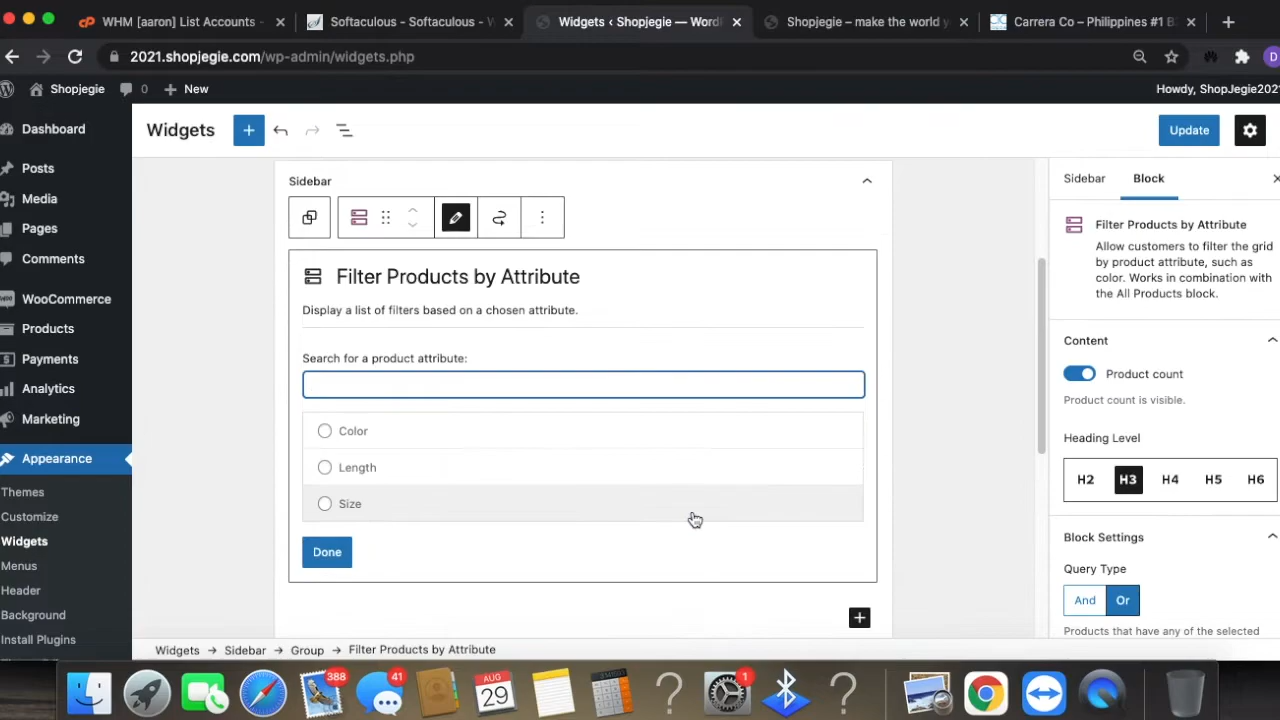 WHM [aaron] List Accounts -
Softaculous - Softaculous -
Widgets ‹ Shopjegie — Word
Shopjegie – make the world
Carrera Co – Philippines #1 B
2021.shopjegie.com/wp-admin/widgets.php
D
Shopjegie
0
New
Howdy, ShopJegie2021
Dashboard
Posts
Media
Pages
Comments
WooCommerce
Products
Payments
Analytics
Marketing
Appearance
Themes
Customize
Widgets
Menus
Header
Background
Install Plugins
Widgets
Update
Sidebar
Filter Products by Attribute
Display a list of filters based on a chosen attribute.
Search for a product attribute:
Color
Length
Size
Done
Sidebar
Block
Filter Products by Attribute
Allow customers to filter the grid
by product attribute, such as
color. Works in combination with
the All Products block.
Content
Product count
Product count is visible.
Heading Level
H2 H3 H4 H5 H6
Block Settings
Query Type
And Or
Products that have any of the selected
Widgets → Sidebar → Group → Filter Products by Attribute
388
41
AUG
29
1